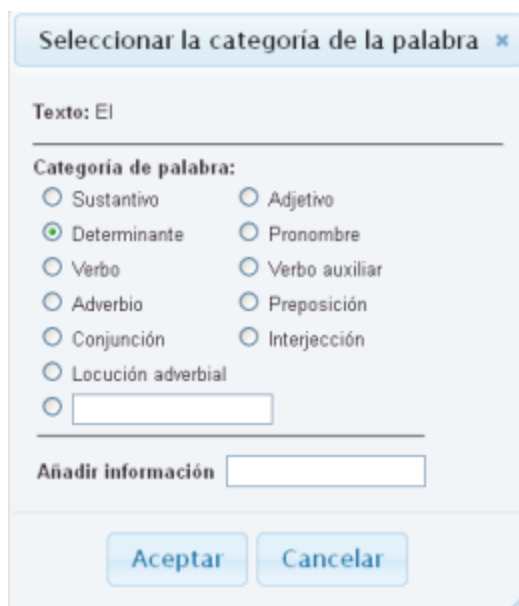 Seleccionar la categoría de la palabra ×
Texto: El
Categoría de palabra:
Sustantivo Adjetivo
Determinante Pronombre
Verbo Verbo auxiliar
Adverbio Preposición
Conjunción Interjección
Locución adverbial
Añadir información
Aceptar Cancelar